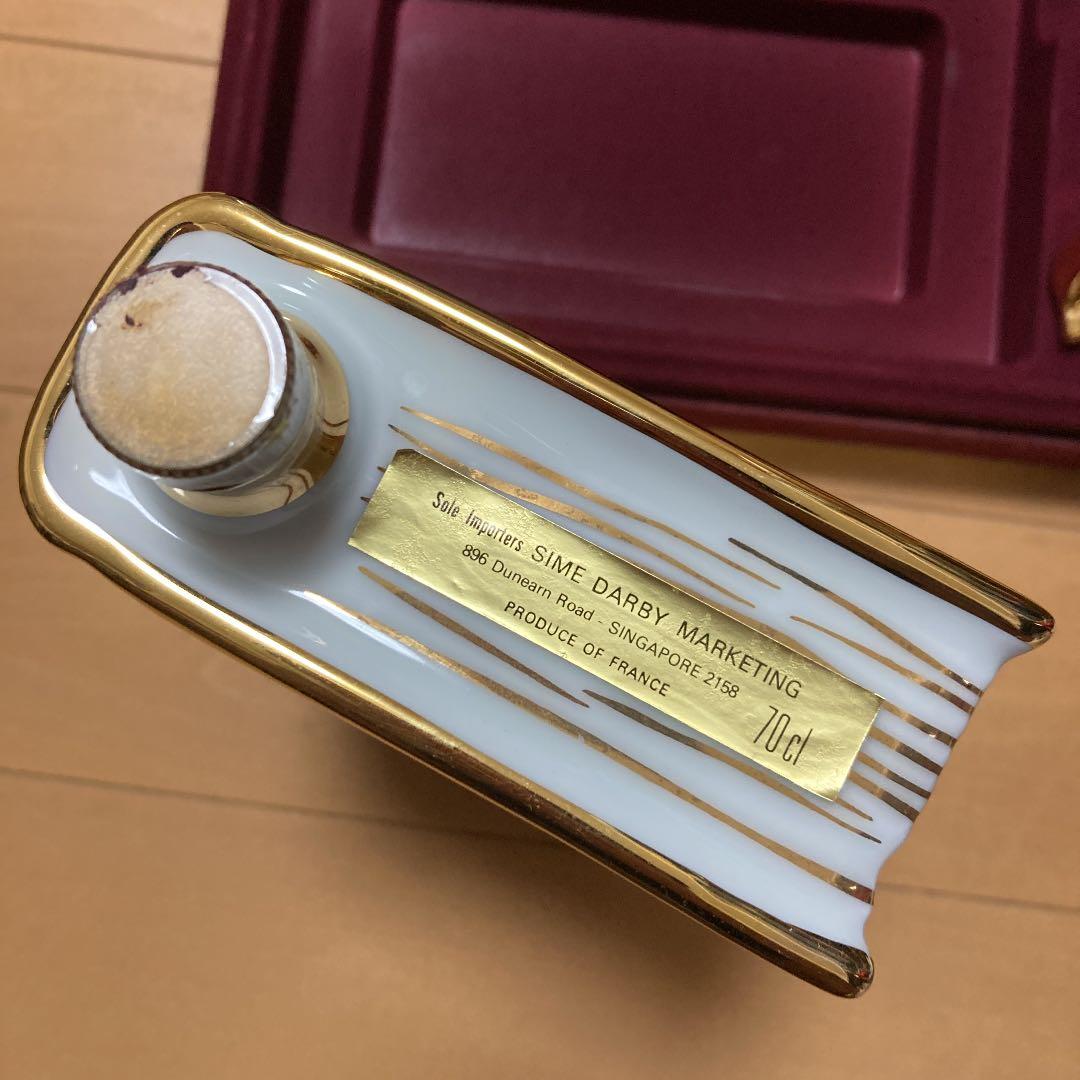 Sole Importers SIME DARBY MARKETING
896 Dunearn Road - SINGAPORE 2158
PRODUCE OF FRANCE
70cl